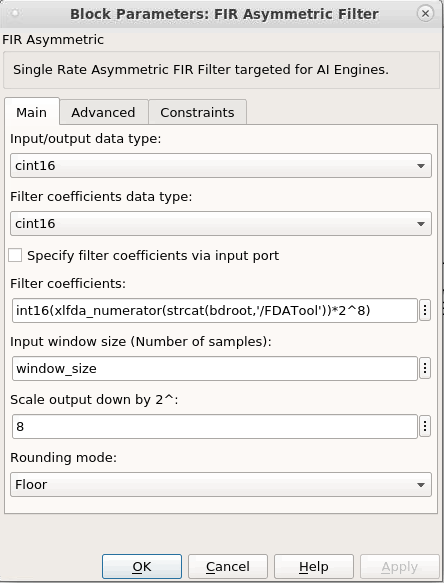 Block Parameters: FIR Asymmetric Filter
FIR Asymmetric
Single Rate Asymmetric FIR Filter targeted for AI Engines.
Main Advanced Constraints
Input/output data type:
cint16
Filter coefficients data type:
cint16
Specify filter coefficients via input port
Filter coefficients:
int16(xlfda_numerator(strcat(bdroot,'/FDATool'))*2^8)
Input window size (Number of samples):
window_size
Scale output down by 2^:
8
Rounding mode:
Floor
OK Cancel Help Apply